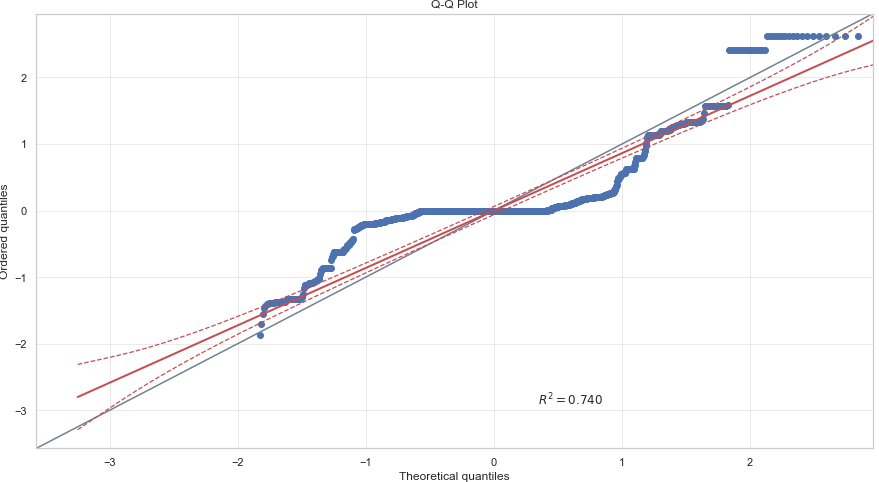 Q-Q Plot
Ordered quantiles
2
1
0
−1
−2
−3
R² = 0.740
−3 −2 −1 0 1 2
Theoretical quantiles